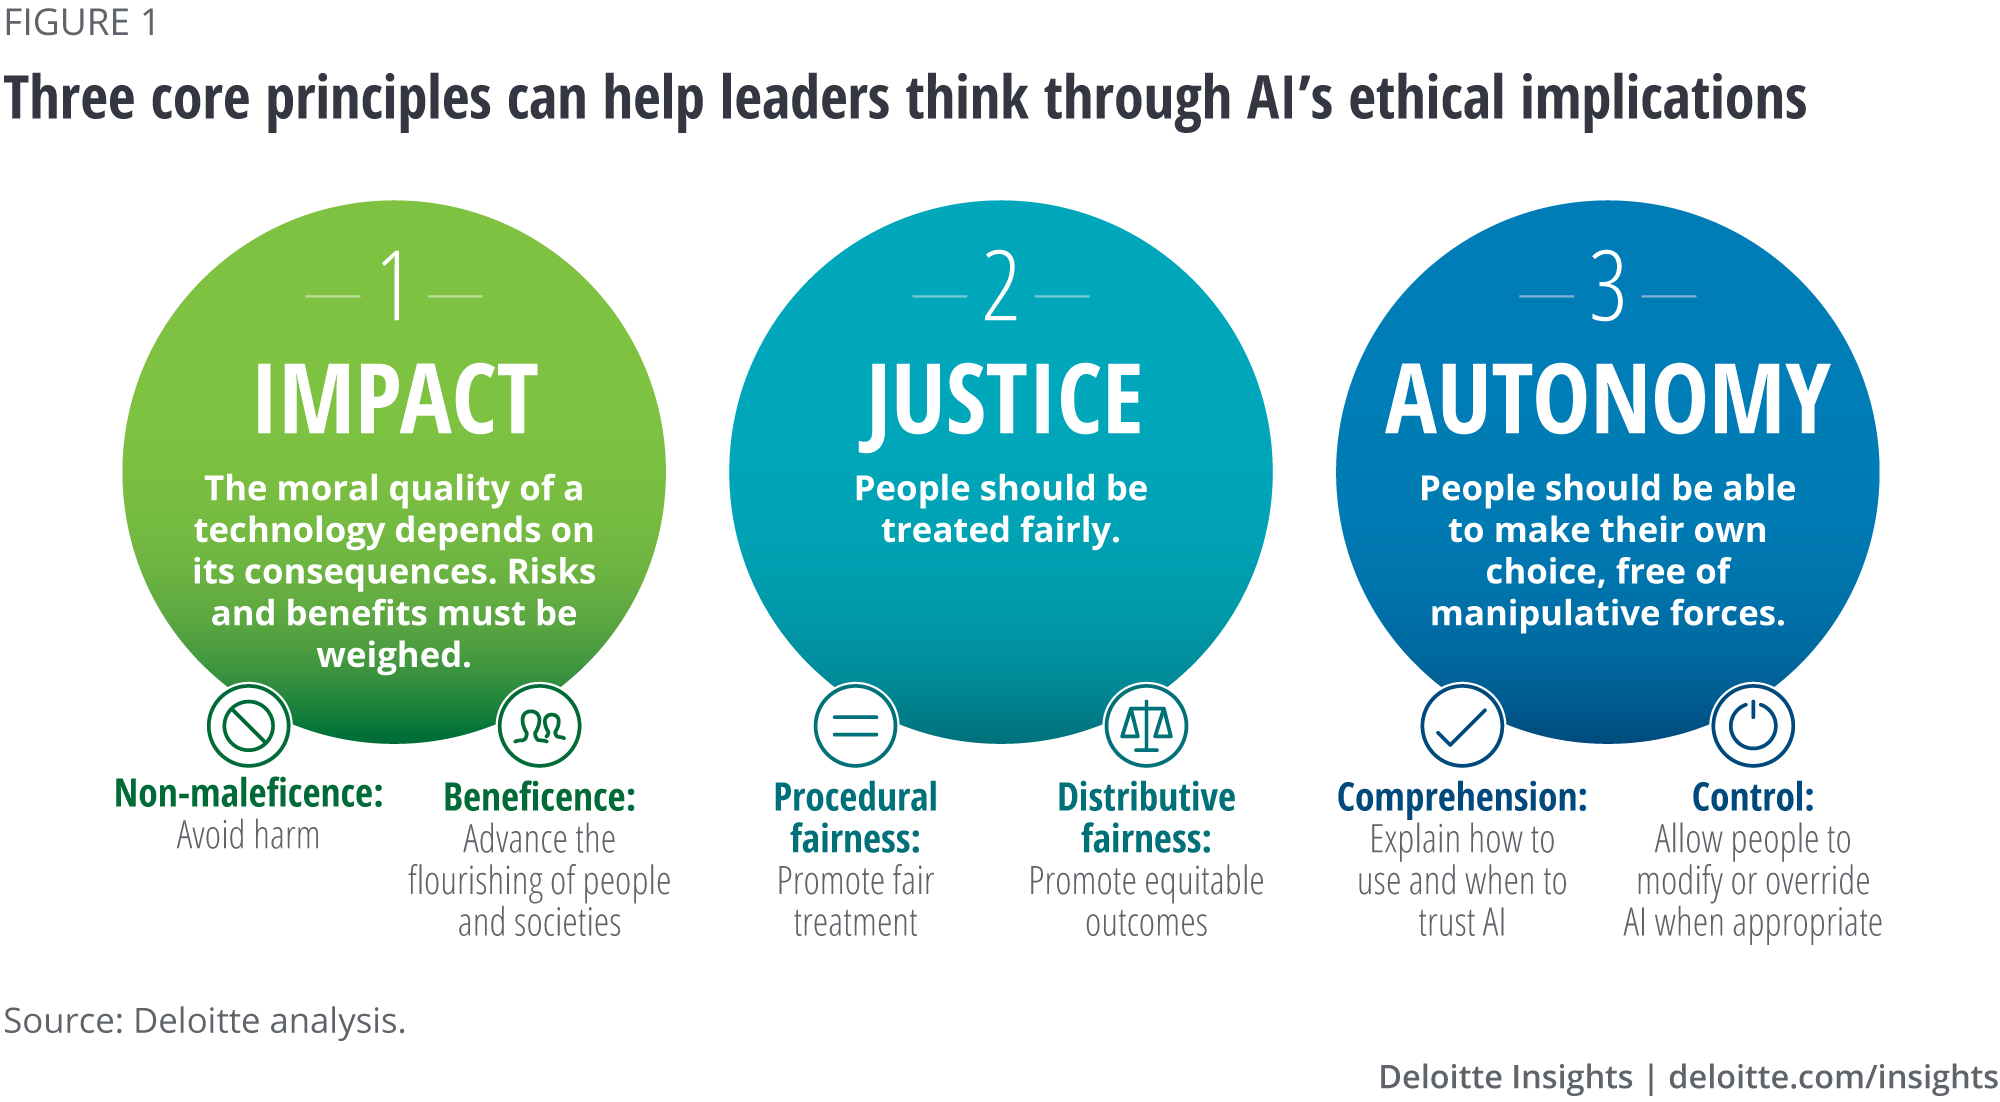 FIGURE 1
Three core principles can help leaders think through AI’s ethical implications
1
IMPACT
The moral quality of a
technology depends on
its consequences. Risks
and benefits must be
weighed.
Non-maleficence:
Avoid harm
Beneficence:
Advance the
flourishing of people
and societies
2
JUSTICE
People should be
treated fairly.
Procedural
fairness:
Promote fair
treatment
Distributive
fairness:
Promote equitable
outcomes
3
AUTONOMY
People should be able
to make their own
choice, free of
manipulative forces.
Comprehension:
Explain how to
use and when to
trust AI
Control:
Allow people to
modify or override
AI when appropriate
Source: Deloitte analysis.
Deloitte Insights | deloitte.com/insights